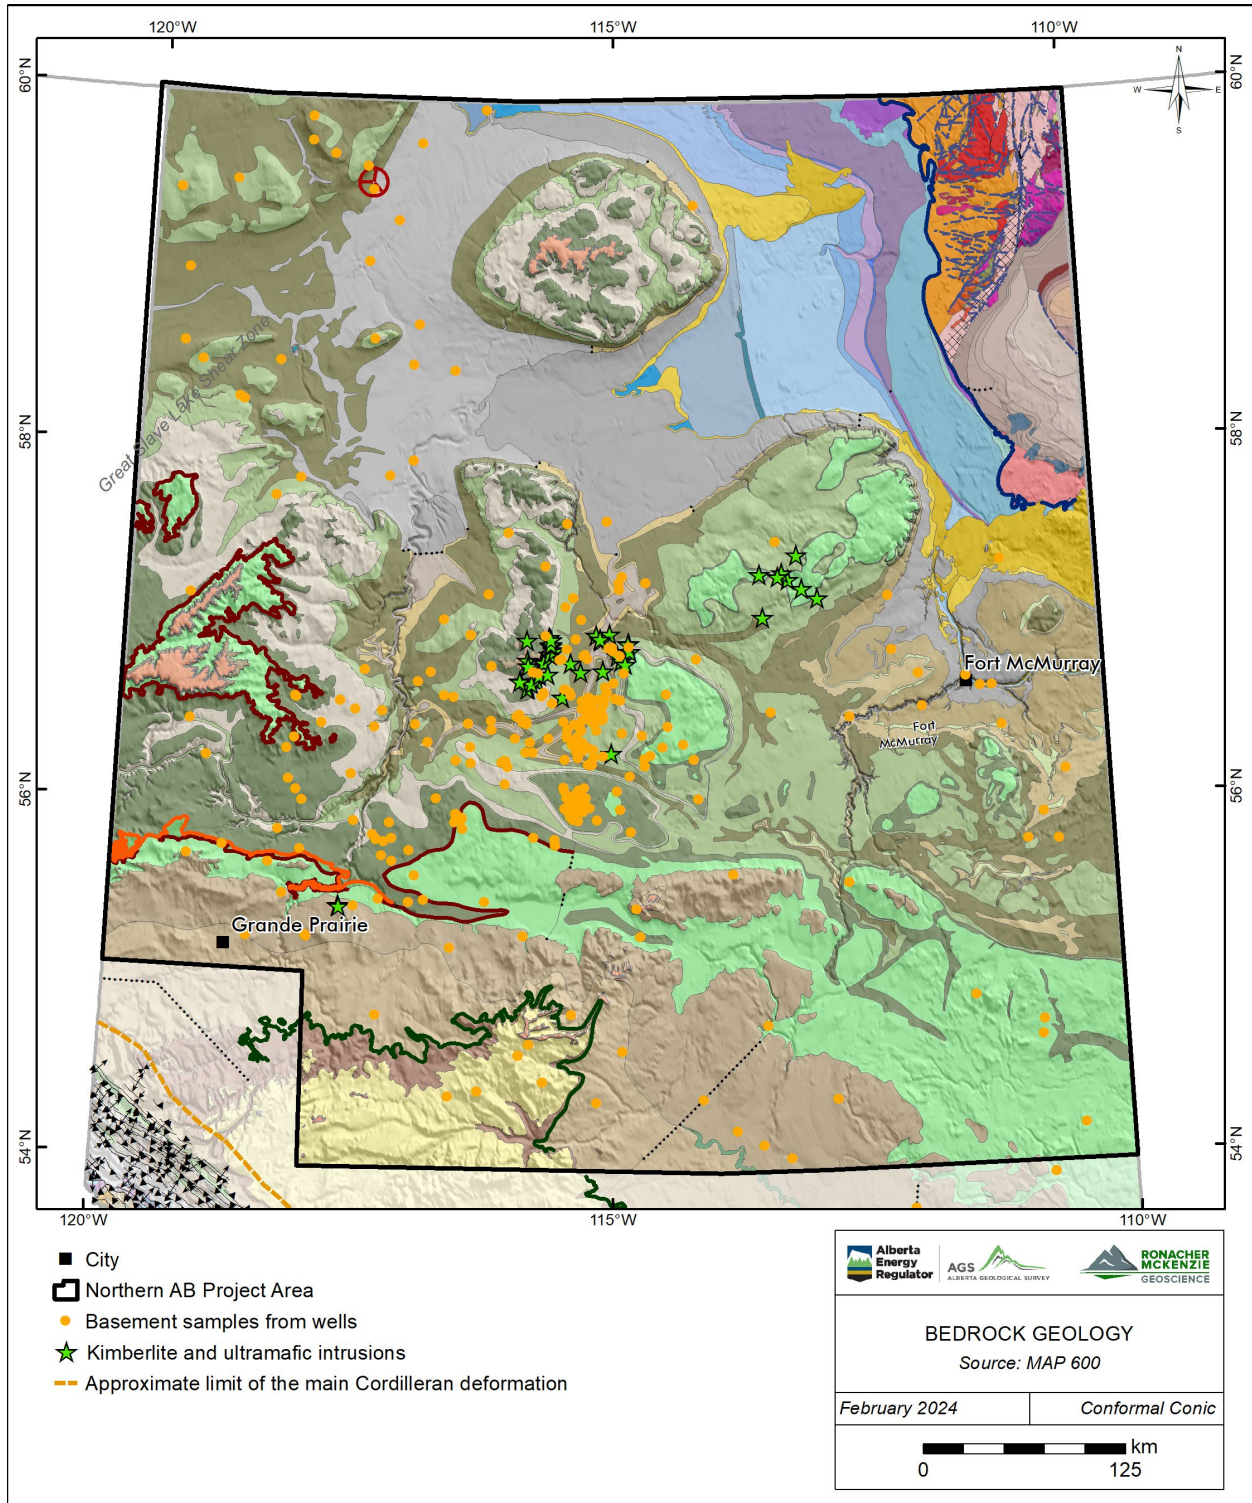 120°W
115°W
110°W
60°N
60°N
N
W
E
S
Great Slave Lake Shear Zone
58°N
58°N
Fort McMurray
Fort
McMurray
56°N
56°N
Grande Prairie
54°N
54°N
120°W
115°W
110°W
City
Northern AB Project Area
Basement samples from wells
Kimberlite and ultramafic intrusions
Approximate limit of the main Cordilleran deformation
Alberta
Energy
Regulator
AGS
ALBERTA GEOLOGICAL SURVEY
RONACHER
MCKENZIE
GEOSCIENCE
BEDROCK GEOLOGY
Source: MAP 600
February 2024
Conformal Conic
km
0
125